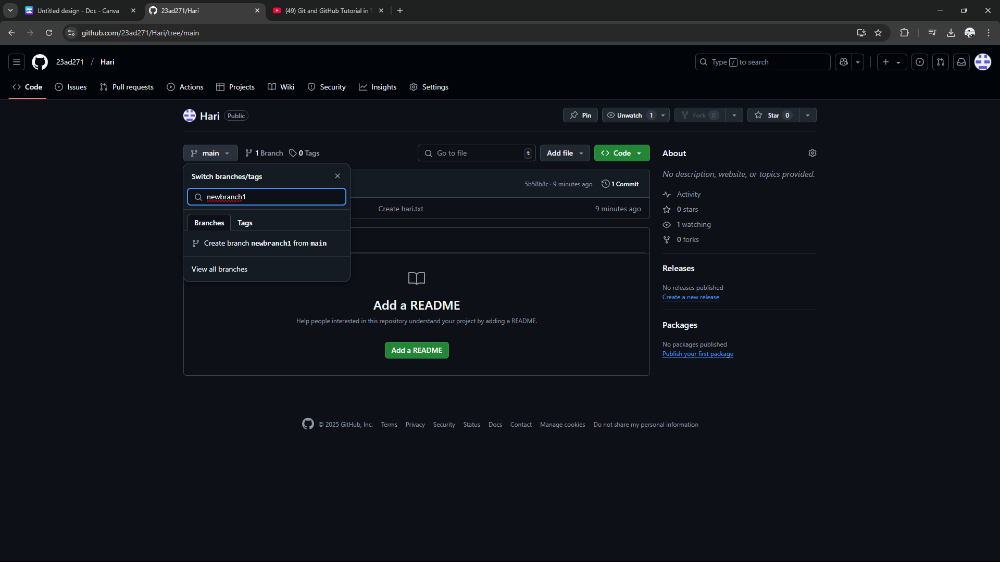 Untitled design - Doc - Canva
23ad271/Hari
(49) Git and GitHub Tutorial in
github.com/23ad271/Hari/tree/main
23ad271 / Hari
Type / to search
Code
Issues
Pull requests
Actions
Projects
Wiki
Security
Insights
Settings
Hari Public
Pin
Unwatch 1
Fork 0
Star 0
main
1 Branch
0 Tags
Go to file t
Add file
Code
Switch branches/tags
newbranch1
Branches Tags
Create branch newbranch1 from main
View all branches
5b58b8c · 9 minutes ago
1 Commit
Create hari.txt
9 minutes ago
Add a README
Help people interested in this repository understand your project by adding a README.
Add a README
About
No description, website, or topics provided.
Activity
0 stars
1 watching
0 forks
Releases
No releases published
Create a new release
Packages
No packages published
Publish your first package
© 2025 GitHub, Inc. Terms Privacy Security Status Docs Contact Manage cookies Do not share my personal information